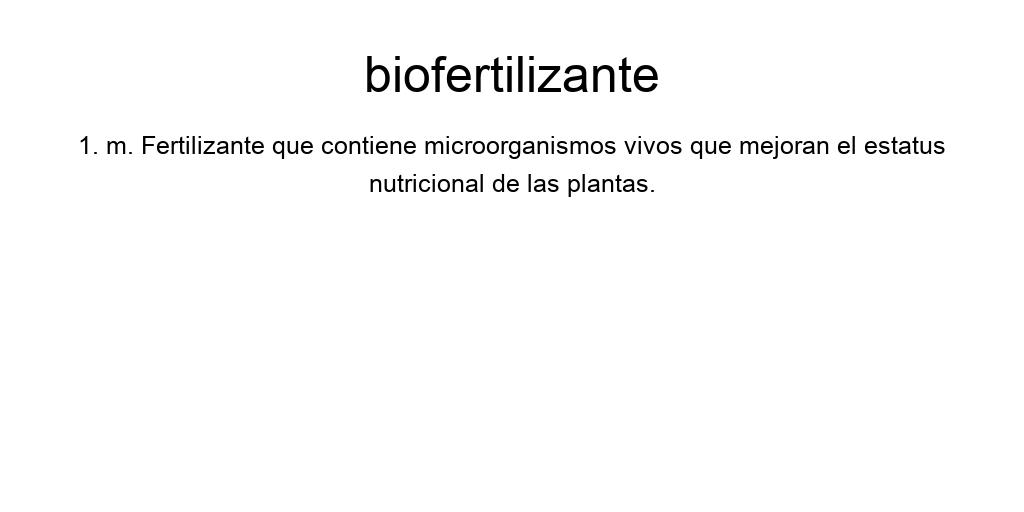 biofertilizante
1. m. Fertilizante que contiene microorganismos vivos que mejoran el estatus
nutricional de las plantas.